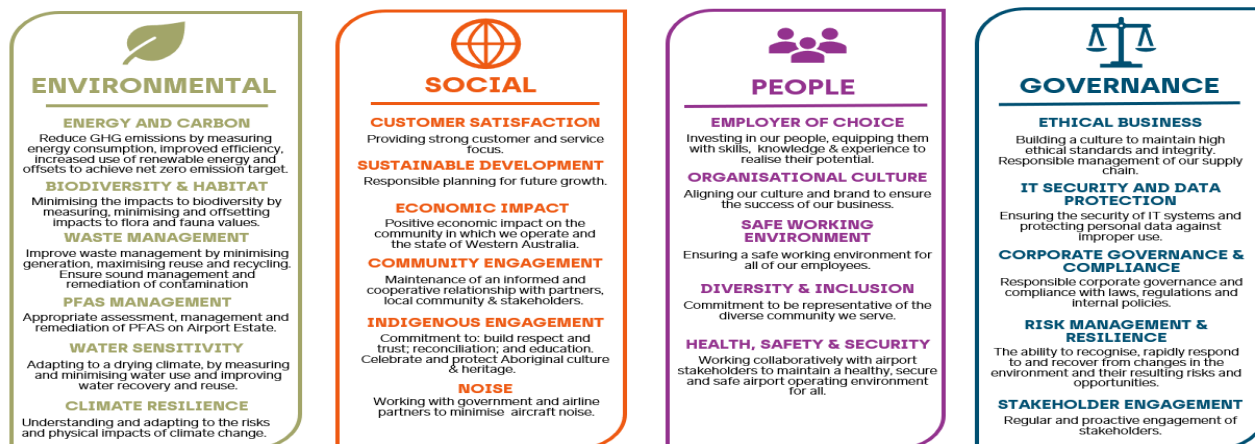 ENVIRONMENTAL
ENERGY AND CARBON
Reduce GHG emissions by measuring
energy consumption, improved efficiency,
increased use of renewable energy and
offsets to achieve net zero emission target.
BIODIVERSITY & HABITAT
Minimising the impacts to biodiversity by
measuring, minimising and offsetting
impacts to flora and fauna values.
WASTE MANAGEMENT
Improve waste management by minimising
generation, maximising reuse and recycling.
Ensure sound management and
remediation of contamination
PFAS MANAGEMENT
Appropriate assessment, management and
remediation of PFAS on Airport Estate.
WATER SENSITIVITY
Adapting to a drying climate, by measuring
and minimising water use and improving
water recovery and reuse.
CLIMATE RESILIENCE
Understanding and adapting to the risks
and physical impacts of climate change.
SOCIAL
CUSTOMER SATISFACTION
Providing strong customer and service
focus.
SUSTAINABLE DEVELOPMENT
Responsible planning for future growth.
ECONOMIC IMPACT
Positive economic impact on the
community in which we operate and
the state of Western Australia.
COMMUNITY ENGAGEMENT
Maintenance of an informed and
cooperative relationship with partners,
local community & stakeholders.
INDIGENOUS ENGAGEMENT
Commitment to: build respect and
trust; reconciliation; and education.
Celebrate and protect Aboriginal culture
& heritage.
NOISE
Working with government and airline
partners to minimise aircraft noise.
PEOPLE
EMPLOYER OF CHOICE
Investing in our people, equipping them
with skills, knowledge & experience to
realise their potential.
ORGANISATIONAL CULTURE
Aligning our culture and brand to ensure
the success of our business.
SAFE WORKING
ENVIRONMENT
Ensuring a safe working environment for
all of our employees.
DIVERSITY & INCLUSION
Commitment to be representative of the
diverse community we serve.
HEALTH, SAFETY & SECURITY
Working collaboratively with airport
stakeholders to maintain a healthy, secure
and safe airport operating environment
for all.
GOVERNANCE
ETHICAL BUSINESS
Building a culture to maintain high
ethical standards and integrity.
Responsible management of our supply
chain.
IT SECURITY AND DATA
PROTECTION
Ensuring the security of IT systems and
protecting personal data against
improper use.
CORPORATE GOVERNANCE &
COMPLIANCE
Responsible corporate governance and
compliance with laws, regulations and
internal policies.
RISK MANAGEMENT &
RESILIENCE
The ability to recognise, rapidly respond
to and recover from changes in the
environment and their resulting risks and
opportunities.
STAKEHOLDER ENGAGEMENT
Regular and proactive engagement of
stakeholders.